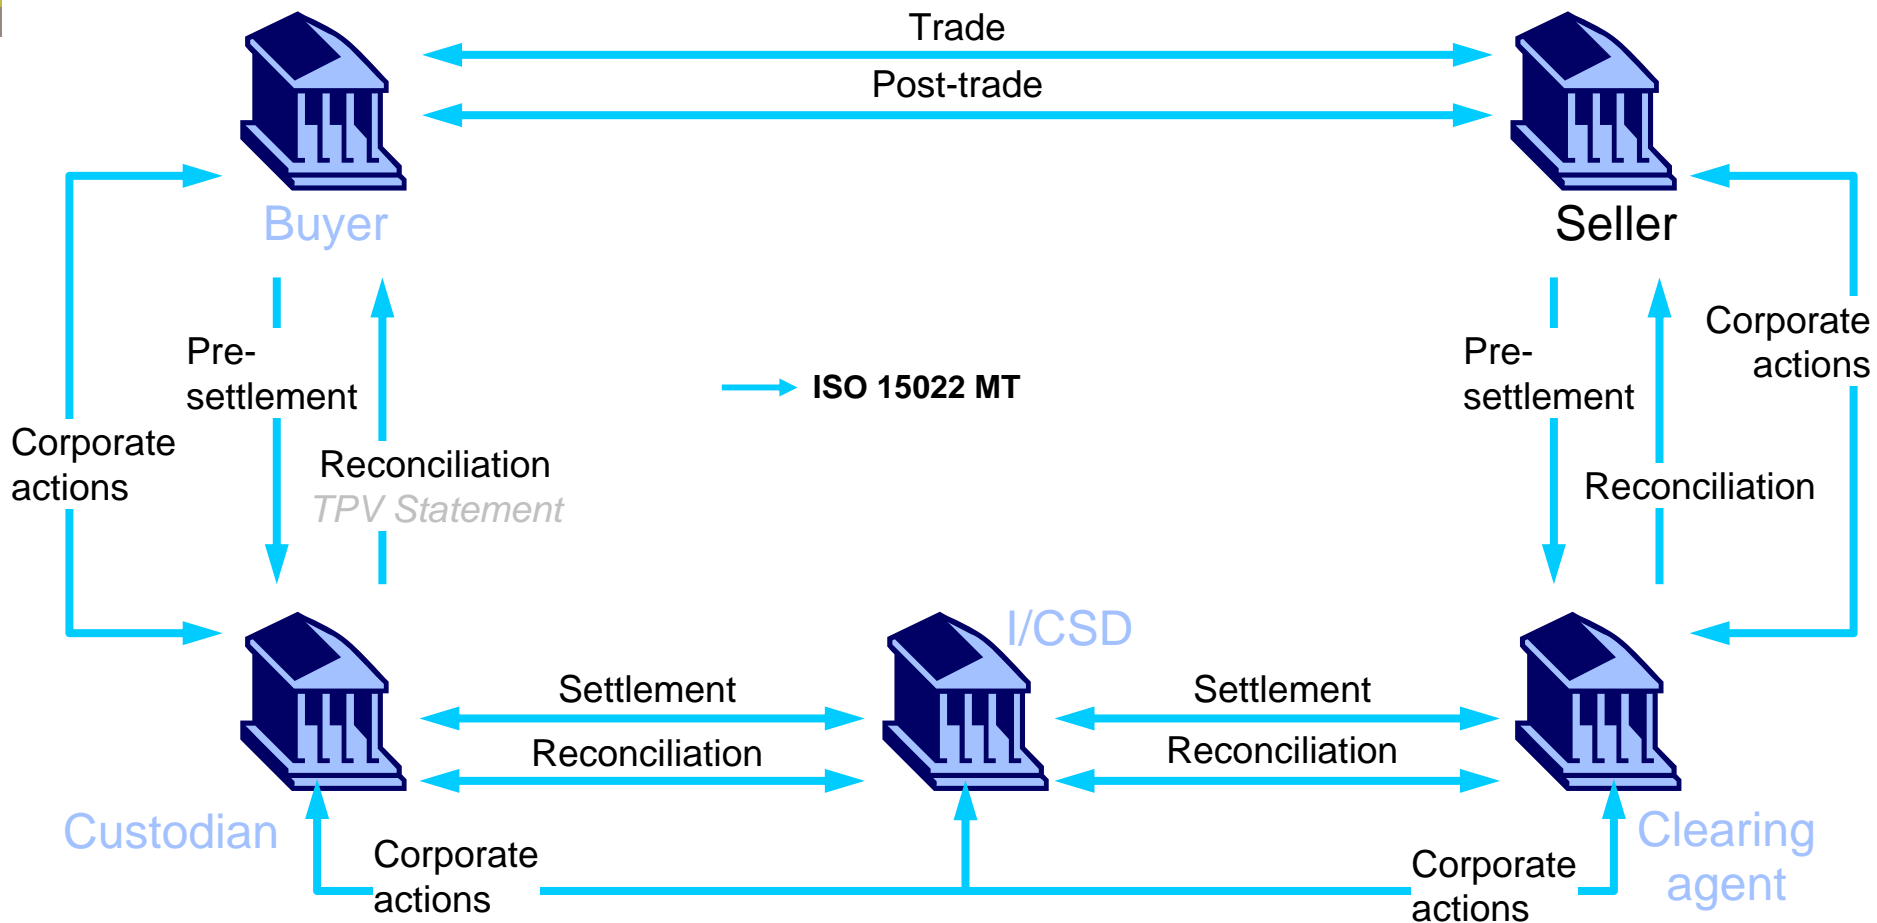 Trade
Post-trade
Buyer
Seller
Pre-
settlement
Corporate
actions
Reconciliation
TPV Statement
ISO 15022 MT
Pre-
settlement
Corporate
actions
Reconciliation
I/CSD
Settlement
Reconciliation
Settlement
Reconciliation
Custodian
Corporate
actions
Corporate
actions
Clearing
agent